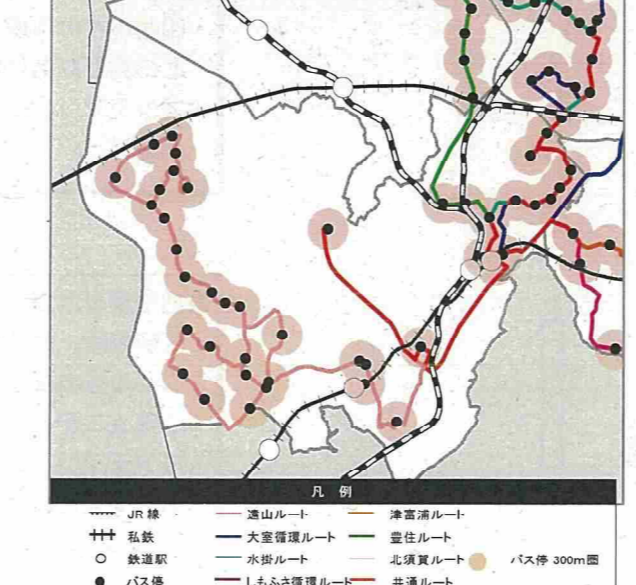 凡 例
JR 線 遠山ルート 津富浦ルート
私鉄 大室循環ルート 豊住ルート
鉄道駅 水掛ルート 北須賀ルート バス停 300m圏
バス停 しもふさ循環ルート 共通ルート